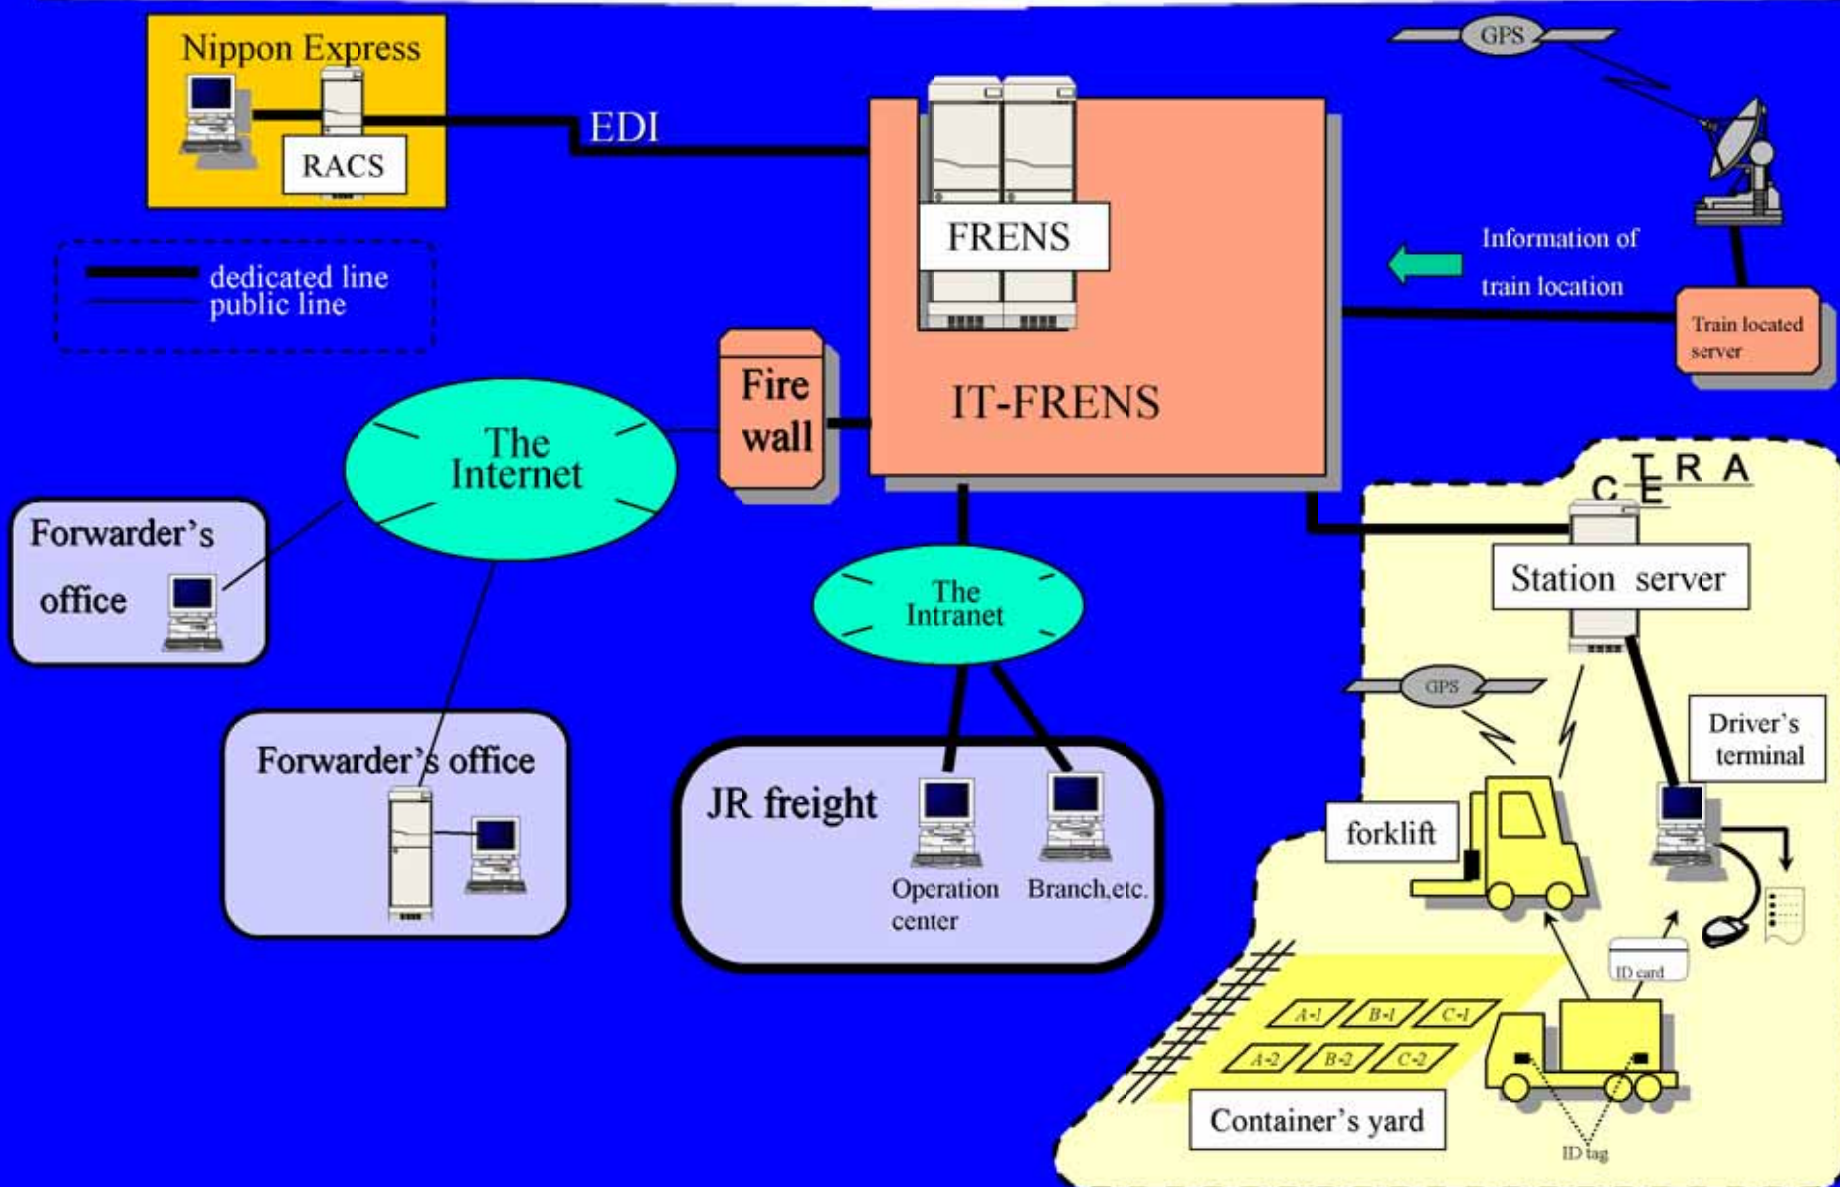 Nippon Express
RACS
EDI
GPS
FRENS
IT-FRENS
Information of
train location
Train located
server
dedicated line
public line
Fire
wall
The
Internet
Forwarder's
office
Forwarder's office
The
Intranet
JR freight
Operation
center
Branch,etc.
T R A
C E
Station server
GPS
Driver's
terminal
forklift
ID card
A-1 B-1 C-1
A-2 B-2 C-2
Container's yard
ID tag